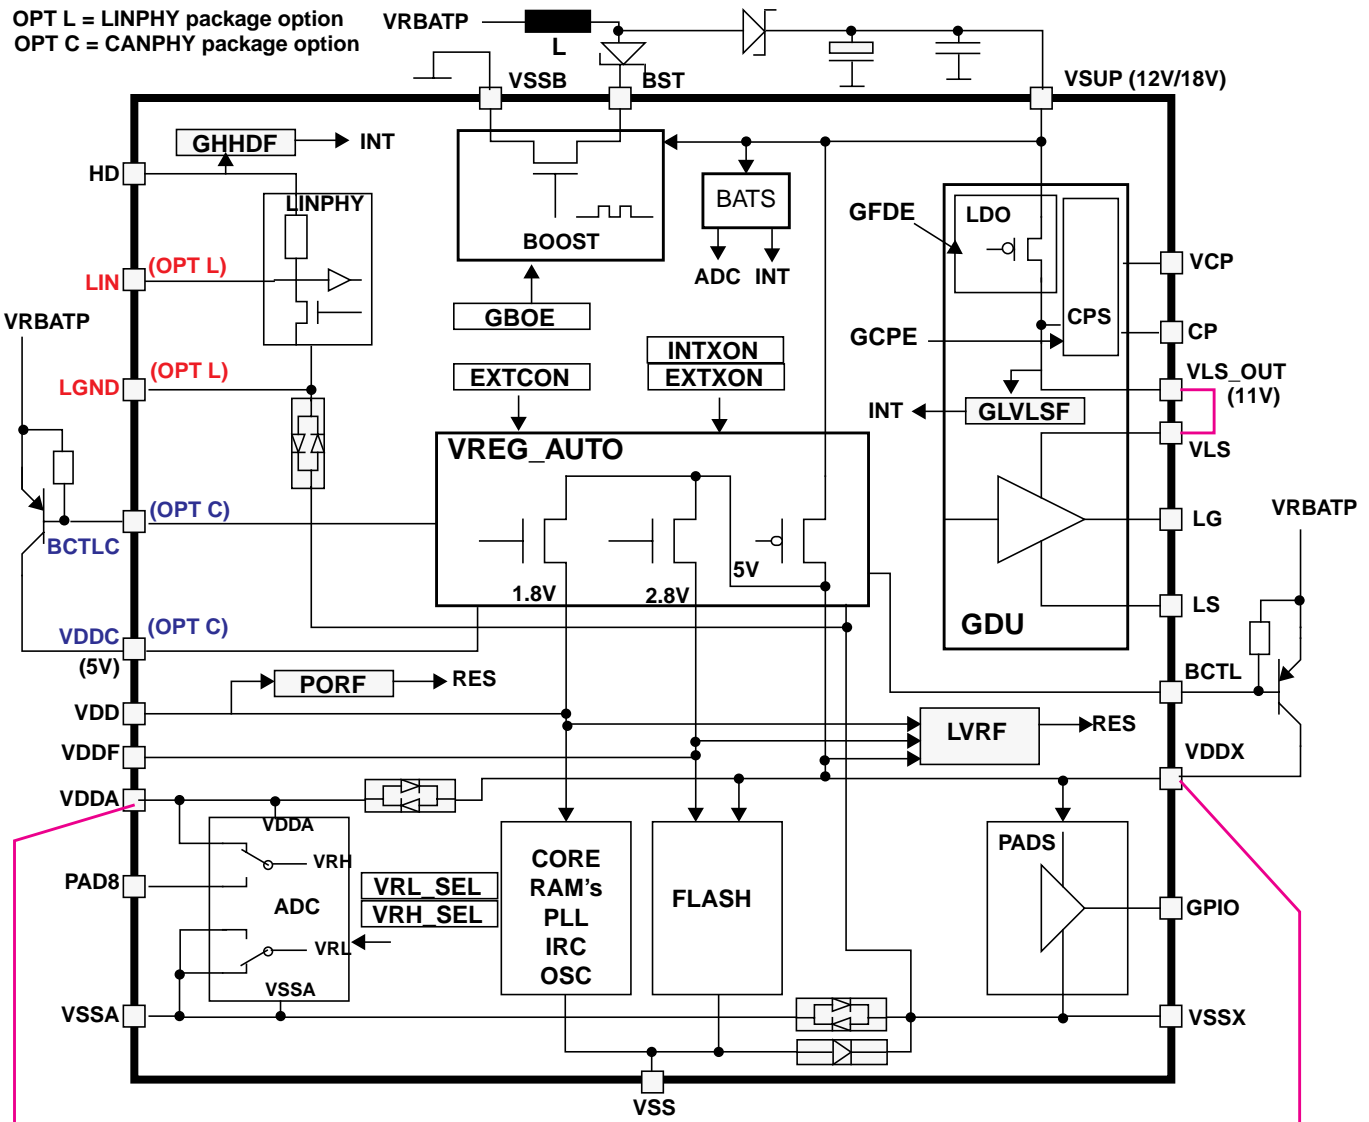 OPT L = LINPHY package option
OPT C = CANPHY package option
VRBATP
L
VSSB
BST
VSUP (12V/18V)
GHHDF
INT
HD
LINPHY
BOOST
BATS
ADC
INT
GFDE
LDO
CPS
VCP
LIN
(OPT L)
GBOE
GCPE
CP
VRBATP
INTXON
EXTCON
EXTXON
LGND
(OPT L)
VLS_OUT
(11V)
INT
GLVLSF
VLS
VREG_AUTO
(OPT C)
BCTLC
LG
VRBATP
5V
1.8V
2.8V
LS
GDU
VDDC
(OPT C)
(5V)
BCTL
PORF
RES
VDD
LVRF
RES
VDDF
VDDX
VDDA
VDDA
VRH
PAD8
ADC
VRL_SEL
VRH_SEL
VRL
VSSA
CORE
RAM's
PLL
IRC
OSC
FLASH
PADS
GPIO
VSSA
VSSX
VSS